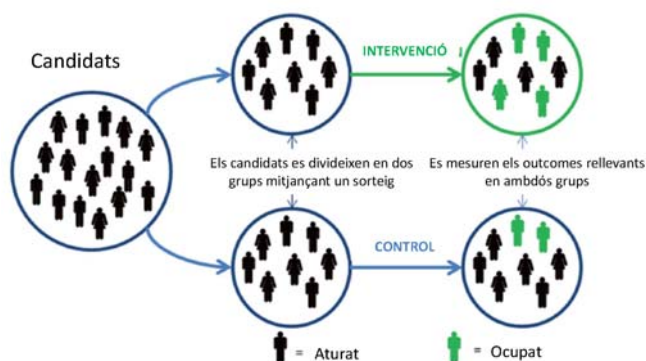 Candidats
INTERVENCIÓ
Els candidats es divideixen en dos
grups mitjançant un sorteig
Es mesuren els outcomes rellevants
en ambdós grups
CONTROL
= Aturat
= Ocupat